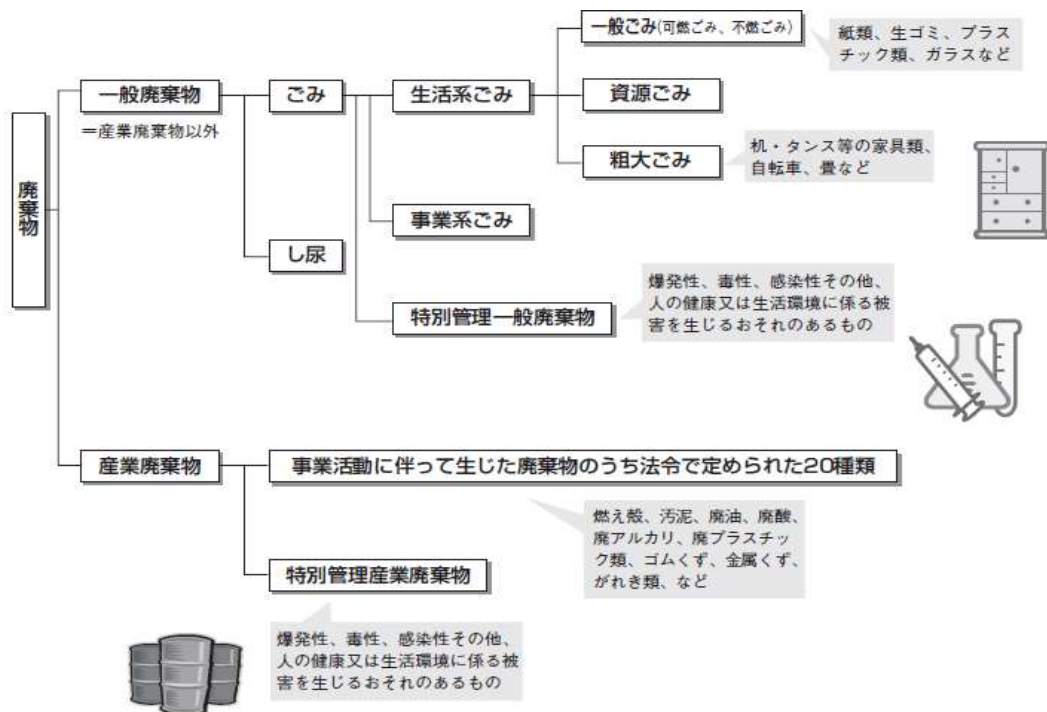 一般ごみ(可燃ごみ、不燃ごみ)
紙類、生ゴミ、プラス
チック類、ガラスなど
一般廃棄物
ごみ
生活系ごみ
資源ごみ
=産業廃棄物以外
粗大ごみ
机・タンス等の家具類、
自転車、畳など
廃棄物
事業系ごみ
し尿
特別管理一般廃棄物
爆発性、毒性、感染性その他、
人の健康又は生活環境に係る被
害を生じるおそれのあるもの
産業廃棄物
事業活動に伴って生じた廃棄物のうち法令で定められた20種類
燃え殻、汚泥、廃油、廃酸、
廃アルカリ、廃プラスチッ
ク類、ゴムくず、金属くず、
がれき類、など
特別管理産業廃棄物
爆発性、毒性、感染性その他、
人の健康又は生活環境に係る被
害を生じるおそれのあるもの